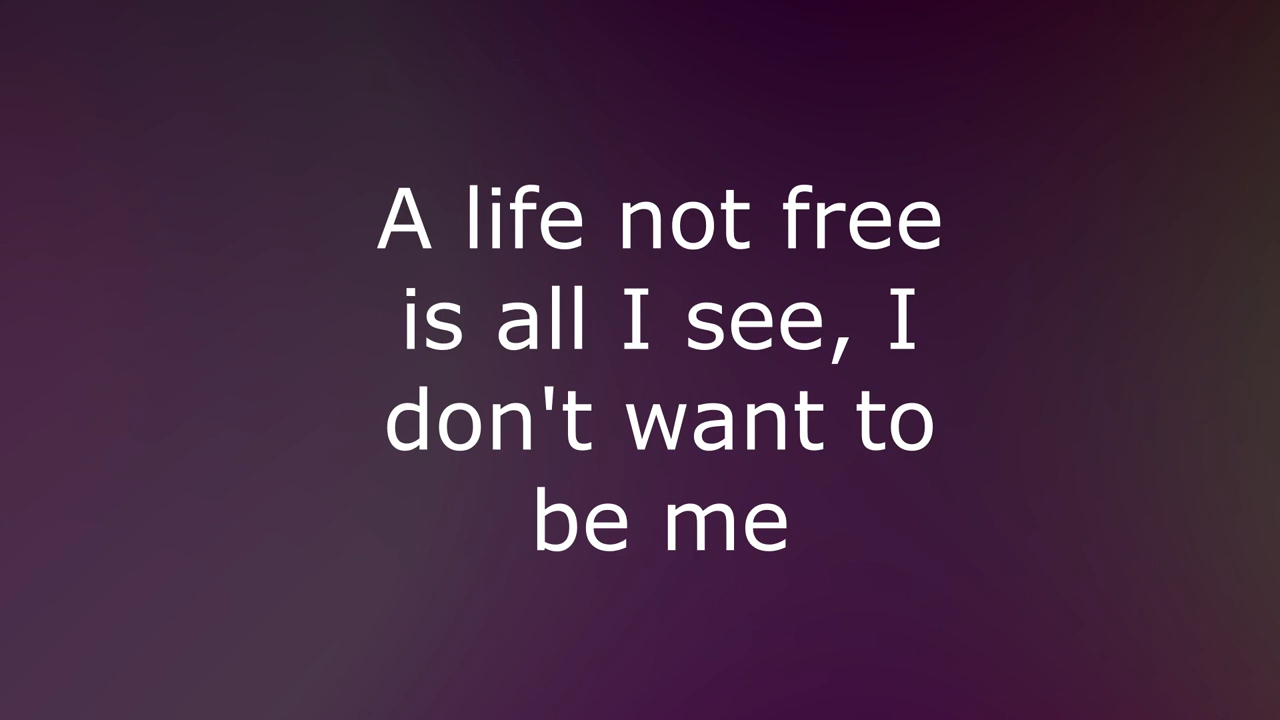 A life not free
is all I see, I
don't want to
be me